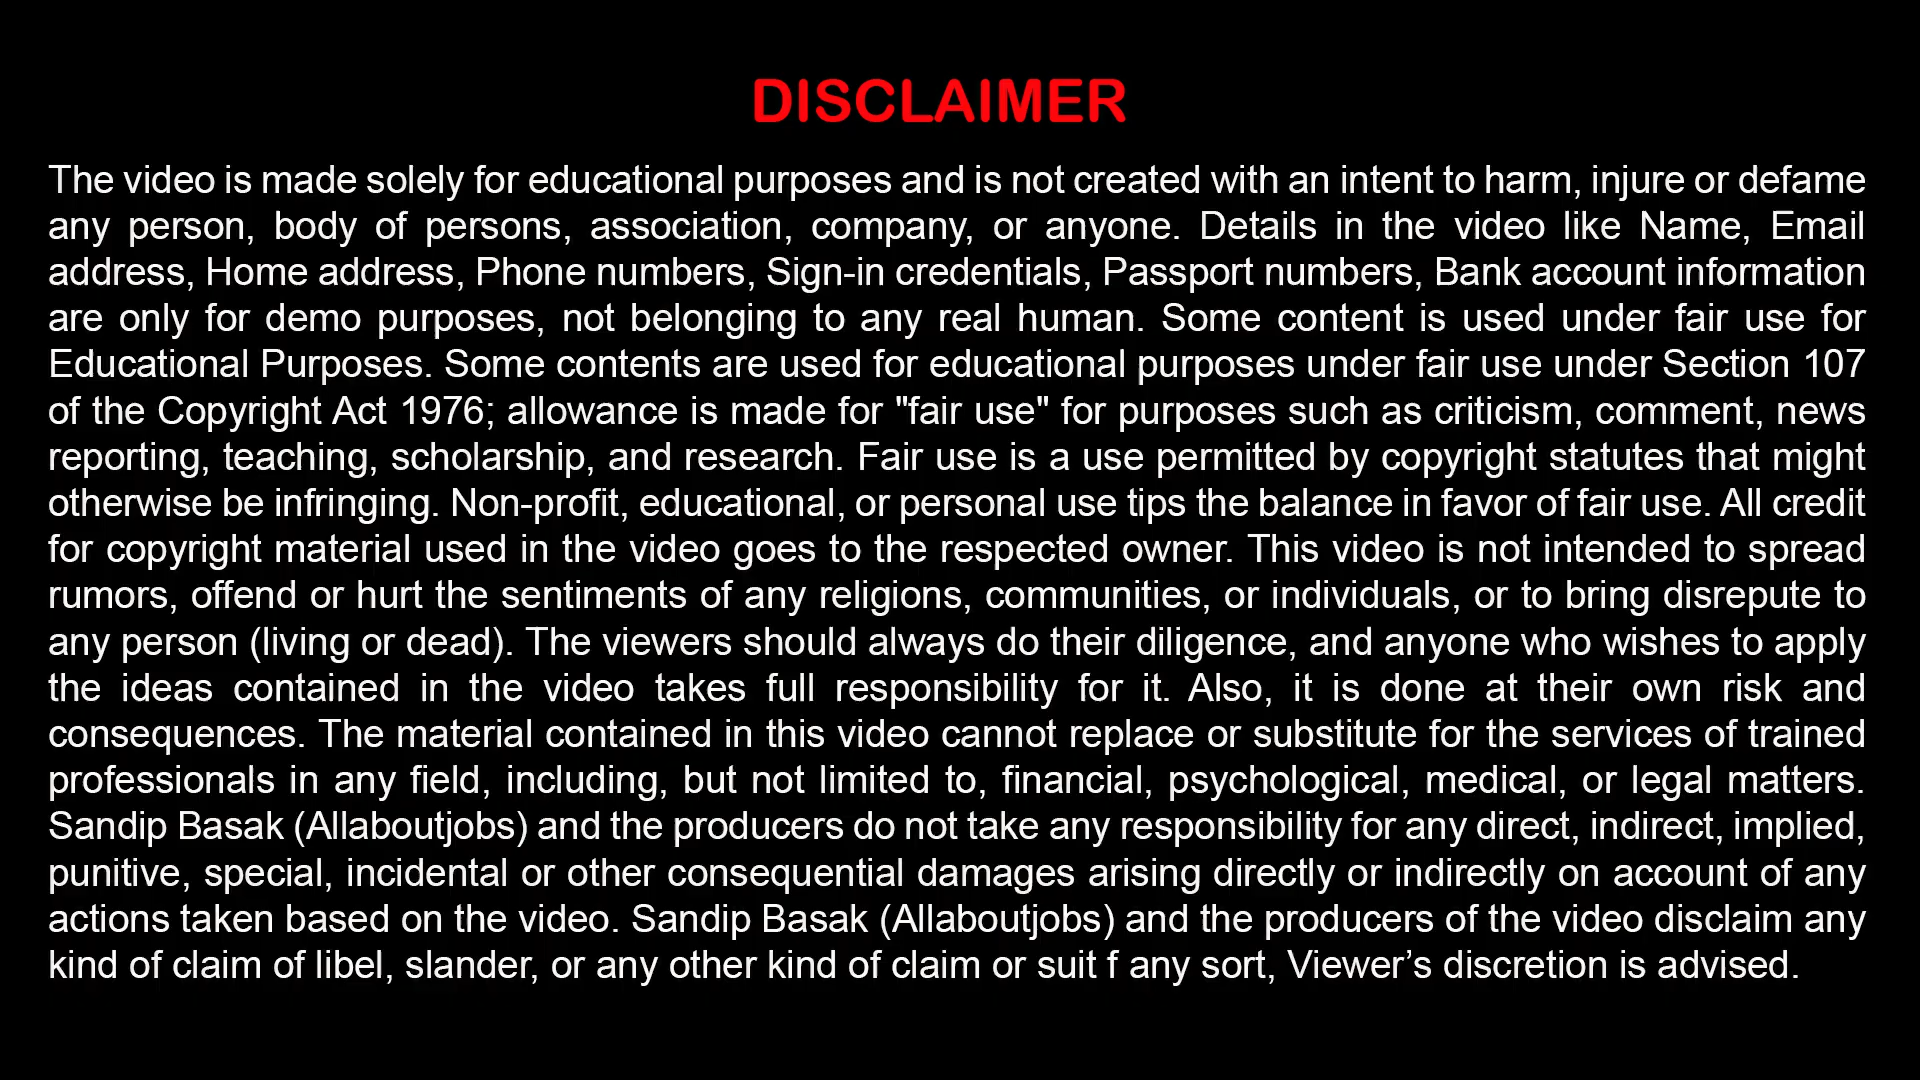 DISCLAIMER
The video is made solely for educational purposes and is not created with an intent to harm, injure or defame
any person, body of persons, association, company, or anyone. Details in the video like Name, Email
address, Home address, Phone numbers, Sign-in credentials, Passport numbers, Bank account information
are only for demo purposes, not belonging to any real human. Some content is used under fair use for
Educational Purposes. Some contents are used for educational purposes under fair use under Section 107
of the Copyright Act 1976; allowance is made for "fair use" for purposes such as criticism, comment, news
reporting, teaching, scholarship, and research. Fair use is a use permitted by copyright statutes that might
otherwise be infringing. Non-profit, educational, or personal use tips the balance in favor of fair use. All credit
for copyright material used in the video goes to the respected owner. This video is not intended to spread
rumors, offend or hurt the sentiments of any religions, communities, or individuals, or to bring disrepute to
any person (living or dead). The viewers should always do their diligence, and anyone who wishes to apply
the ideas contained in the video takes full responsibility for it. Also, it is done at their own risk and
consequences. The material contained in this video cannot replace or substitute for the services of trained
professionals in any field, including, but not limited to, financial, psychological, medical, or legal matters.
Sandip Basak (Allaboutjobs) and the producers do not take any responsibility for any direct, indirect, implied,
punitive, special, incidental or other consequential damages arising directly or indirectly on account of any
actions taken based on the video. Sandip Basak (Allaboutjobs) and the producers of the video disclaim any
kind of claim of libel, slander, or any other kind of claim or suit f any sort, Viewer’s discretion is advised.